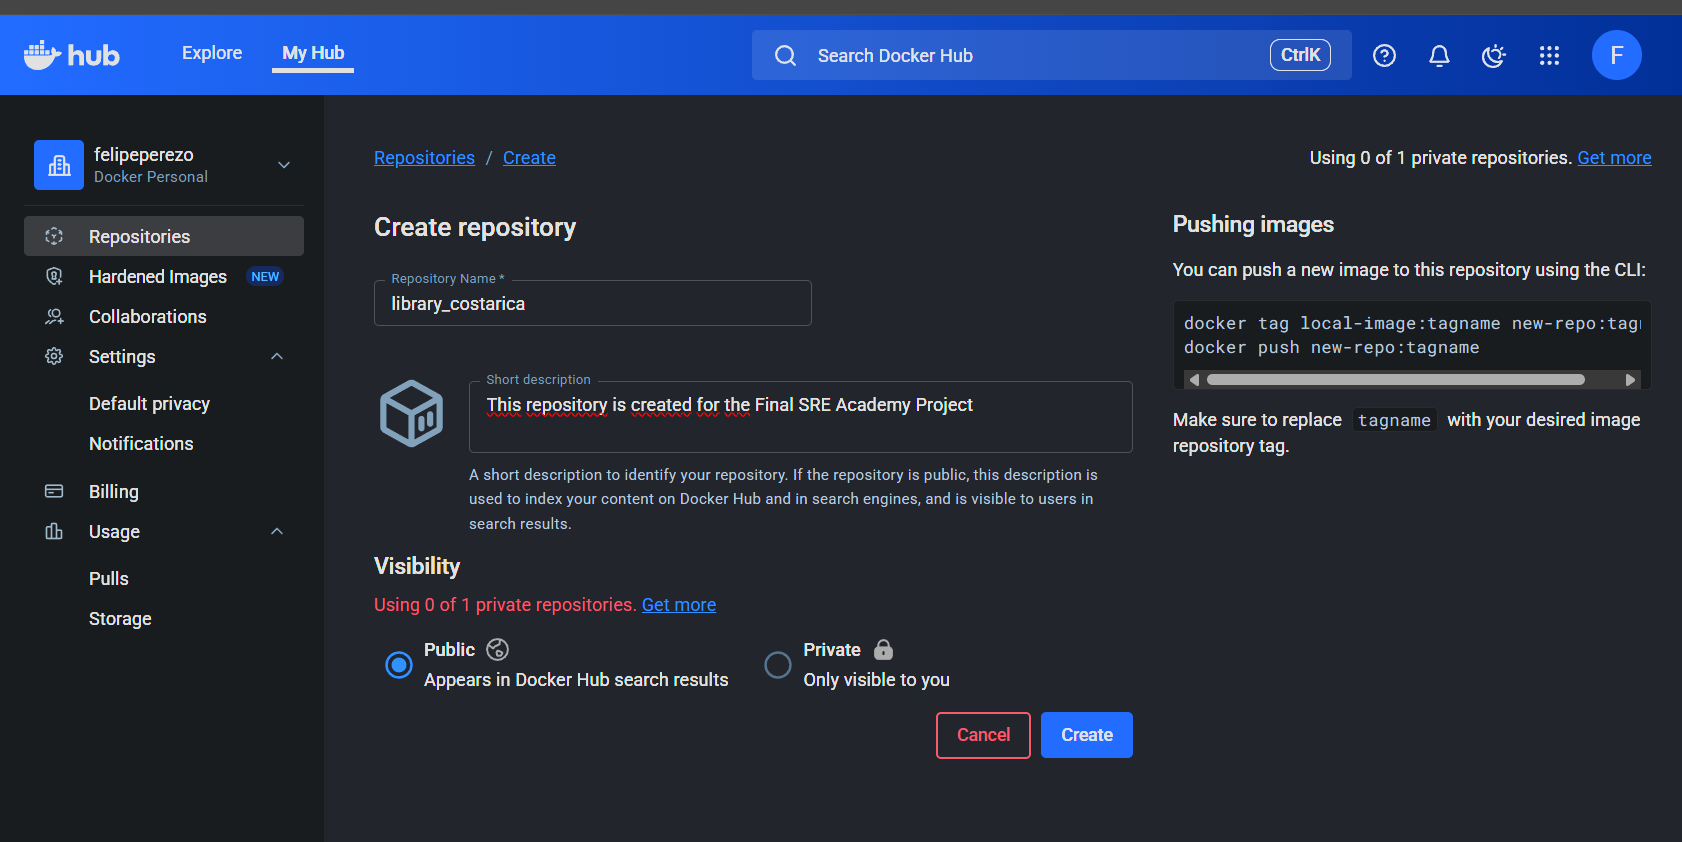 hub
Explore
My Hub
Search Docker Hub
CtrlK
F
felipeperezo
Docker Personal
Repositories
Hardened Images NEW
Collaborations
Settings
Default privacy
Notifications
Billing
Usage
Pulls
Storage
Repositories / Create
Using 0 of 1 private repositories. Get more
Create repository
Repository Name *
library_costarica
Short description
This repository is created for the Final SRE Academy Project
A short description to identify your repository. If the repository is public, this description is
used to index your content on Docker Hub and in search engines, and is visible to users in
search results.
Visibility
Using 0 of 1 private repositories. Get more
Public
Appears in Docker Hub search results
Private
Only visible to you
Cancel
Create
Pushing images
You can push a new image to this repository using the CLI:
docker tag local-image:tagname new-repo:tag
docker push new-repo:tagname
Make sure to replace tagname with your desired image
repository tag.